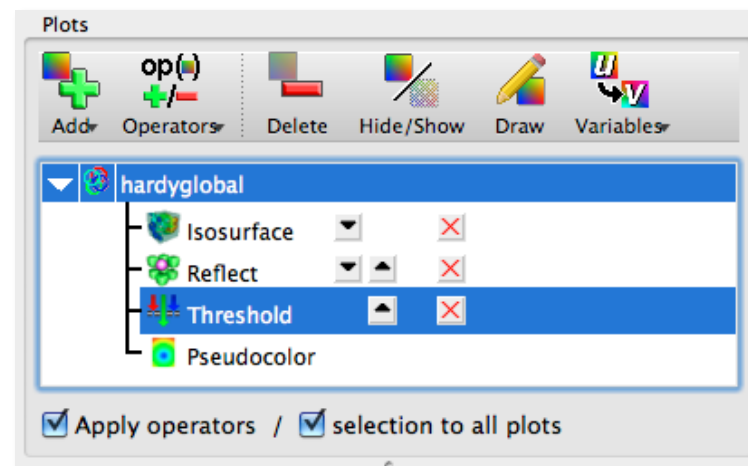 Plots
op( )
+/-
U
V
Add Operators Delete Hide/Show Draw Variables
hardyglobal
Isosurface
Reflect
Threshold
Pseudocolor
Apply operators / selection to all plots